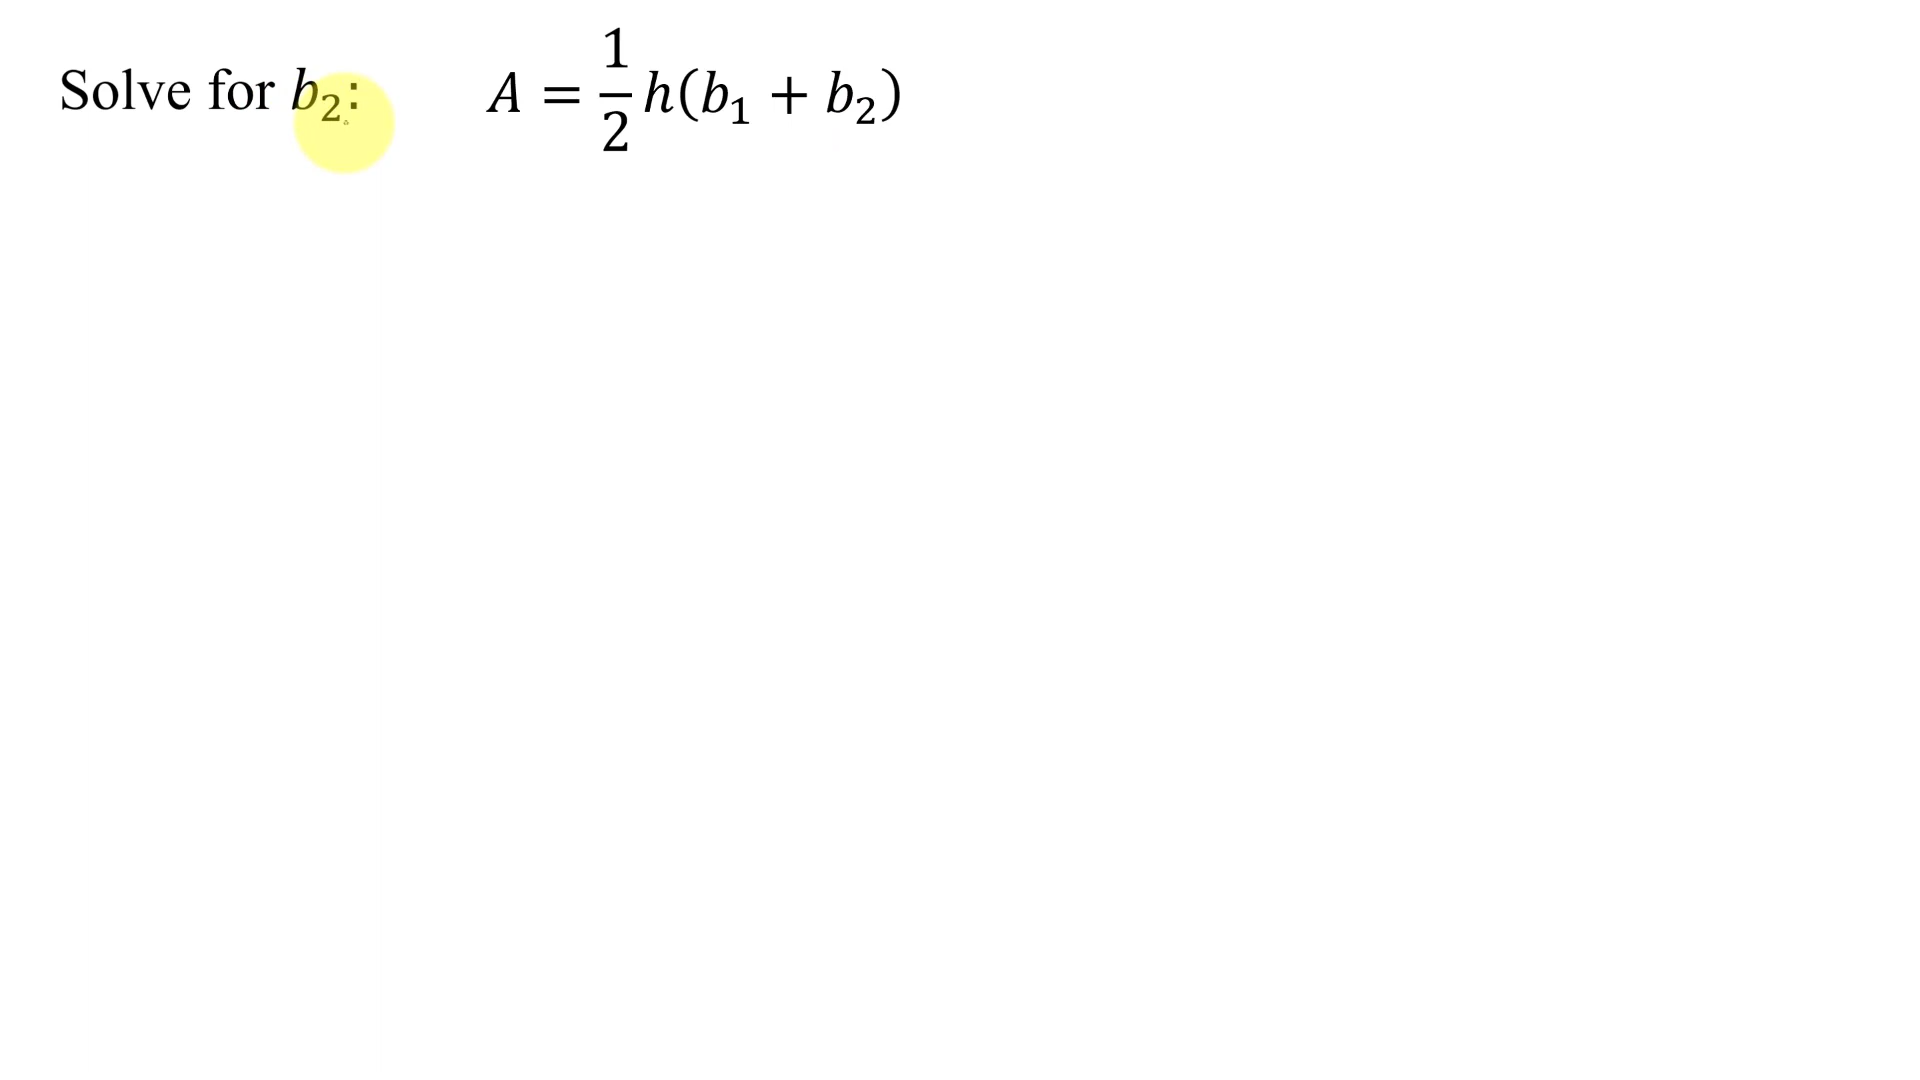 Solve for b₂: A = 1/2 h(b₁ + b₂)